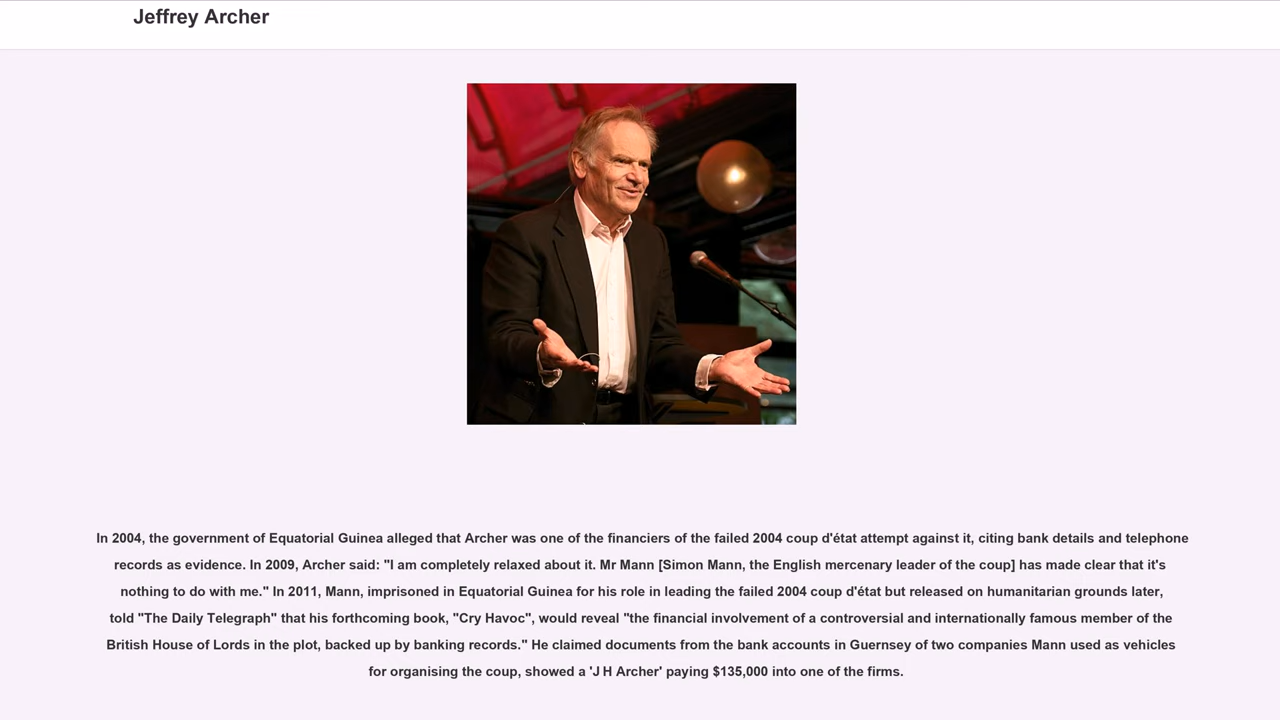 Jeffrey Archer
In 2004, the government of Equatorial Guinea alleged that Archer was one of the financiers of the failed 2004 coup d'état attempt against it, citing bank details and telephone
records as evidence. In 2009, Archer said: "I am completely relaxed about it. Mr Mann [Simon Mann, the English mercenary leader of the coup] has made clear that it's
nothing to do with me." In 2011, Mann, imprisoned in Equatorial Guinea for his role in leading the failed 2004 coup d'état but released on humanitarian grounds later,
told "The Daily Telegraph" that his forthcoming book, "Cry Havoc", would reveal "the financial involvement of a controversial and internationally famous member of the
British House of Lords in the plot, backed up by banking records." He claimed documents from the bank accounts in Guernsey of two companies Mann used as vehicles
for organising the coup, showed a 'J H Archer' paying $135,000 into one of the firms.